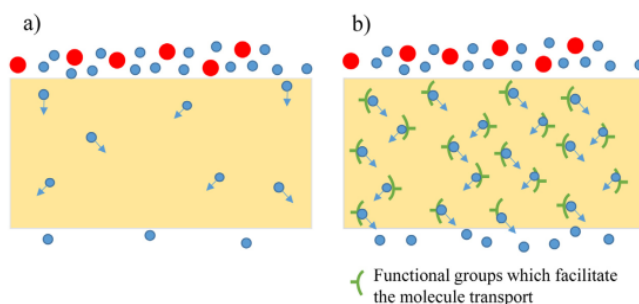 a)
b)
Functional groups which facilitate
the molecule transport